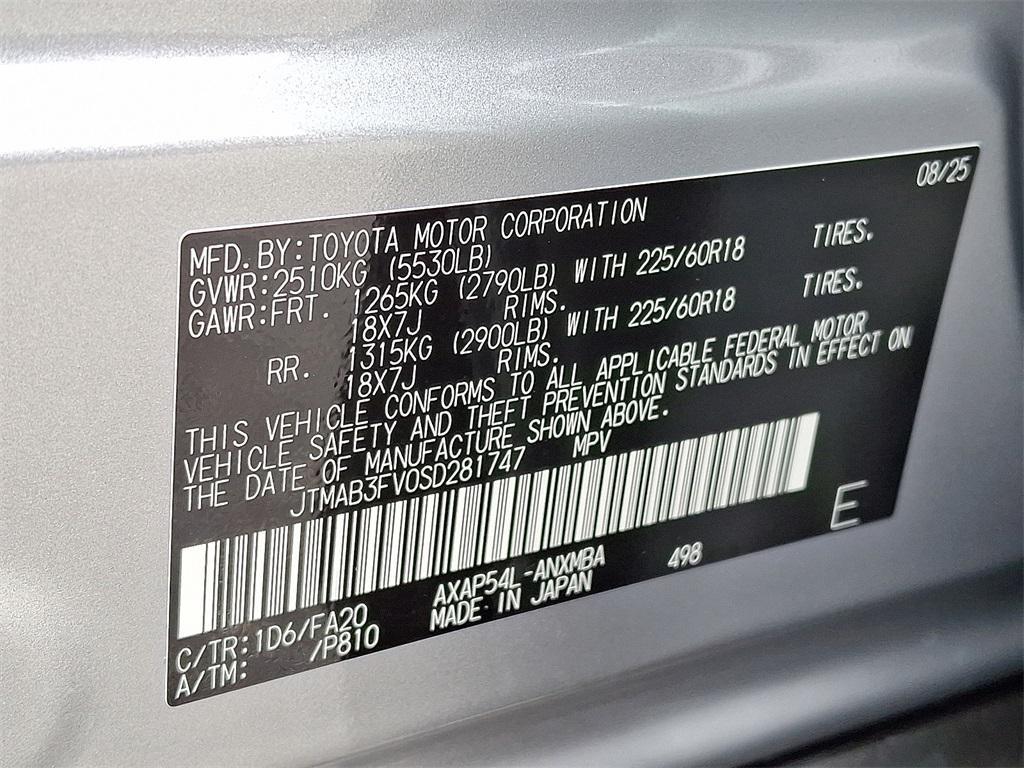 08/25
MFD.BY:TOYOTA MOTOR CORPORATION
GVWR:2510KG (5530LB)
GAWR:FRT. 1265KG (2790LB) WITH 225/60R18 TIRES.
18X7J RIMS.
RR. 1315KG (2900LB) WITH 225/60R18 TIRES.
18X7J RIMS.
THIS VEHICLE CONFORMS TO ALL APPLICABLE FEDERAL MOTOR
VEHICLE SAFETY AND THEFT PREVENTION STANDARDS IN EFFECT ON
THE DATE OF MANUFACTURE SHOWN ABOVE.
JTMAB3FV0SD281747 MPV
E
AXAP54L-ANXMBA 498
MADE IN JAPAN
C/TR:1D6/FA20
A/TM: /P810